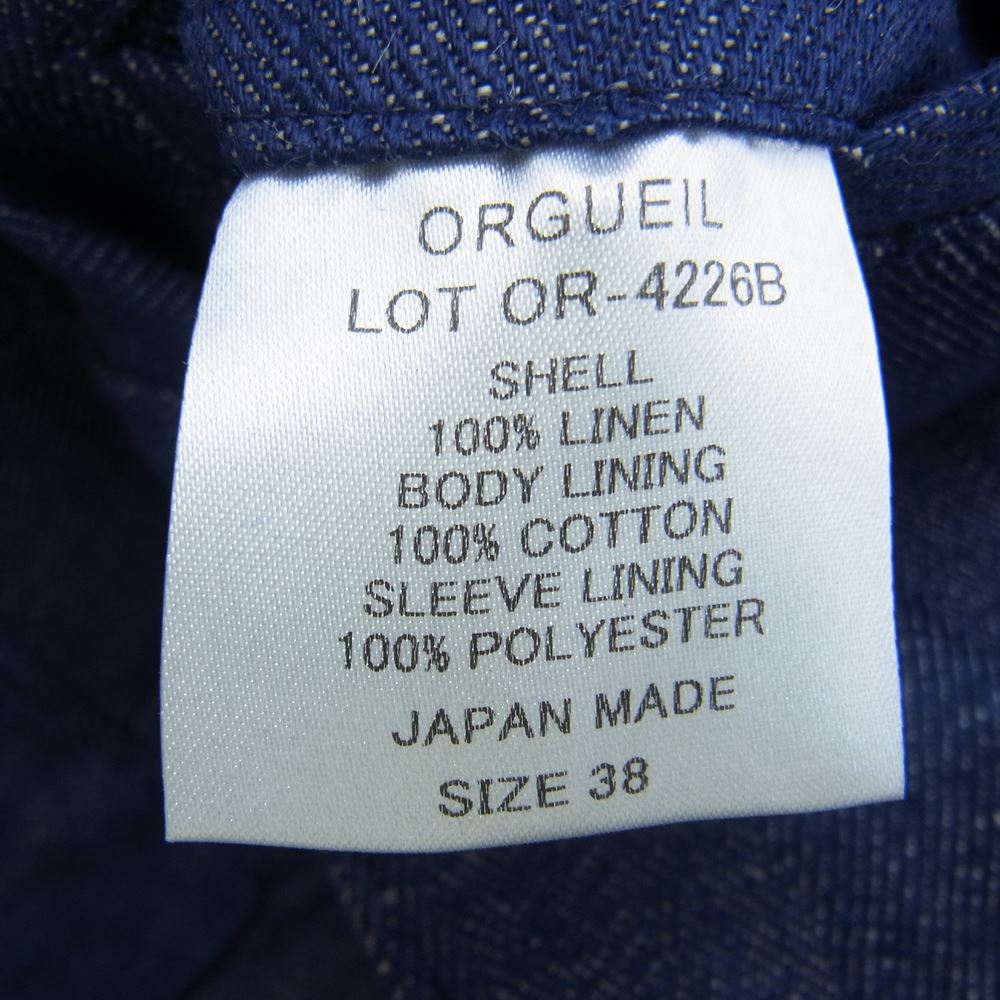 ORGUEIL
LOT OR-4226B
SHELL
100% LINEN
BODY LINING
100% COTTON
SLEEVE LINING
100% POLYESTER
JAPAN MADE
SIZE 38